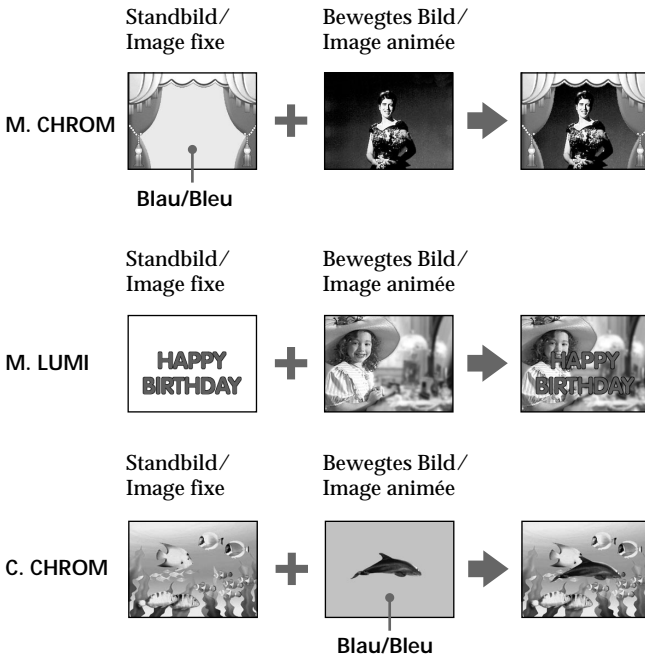 Standbild/
Image fixe
Bewegtes Bild/
Image animée
M. CHROM
Blau/Bleu
Standbild/
Image fixe
Bewegtes Bild/
Image animée
M. LUMI
HAPPY
BIRTHDAY
HAPPY
BIRTHDAY
Standbild/
Image fixe
Bewegtes Bild/
Image animée
C. CHROM
Blau/Bleu